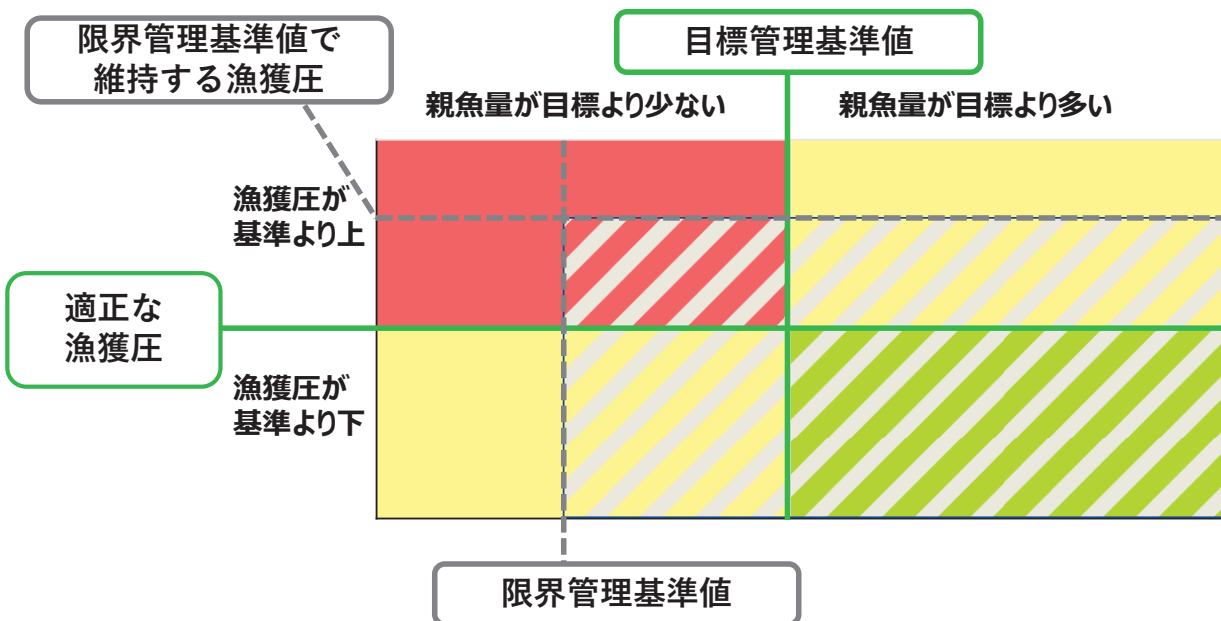 限界管理基準値で
維持する漁獲圧
目標管理基準値
親魚量が目標より少ない
親魚量が目標より多い
漁獲圧が
基準より上
適正な
漁獲圧
漁獲圧が
基準より下
限界管理基準値